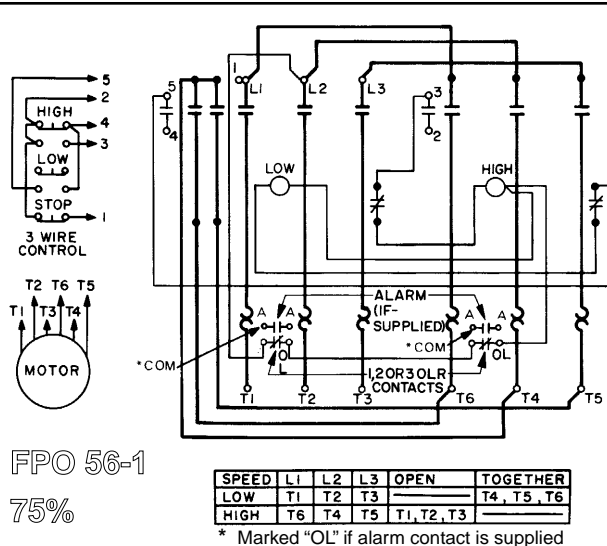 1
L1
L2
L3
5
4
3
2
5
2
HIGH
4
3
LOW
STOP
1
3 WIRE
CONTROL
LOW
HIGH
T2 T6 T5
T1 T3 T4
MOTOR
A A
ALARM
(IF-
SUPPLIED)
A A
*COM
*COM
OL
OL
1,2 OR 3 OLR
CONTACTS
T1
T2
T3
T6
T4
T5
FPO 56-1
75%
SPEED L1 L2 L3 OPEN TOGETHER
LOW T1 T2 T3 ——— T4, T5, T6
HIGH T6 T4 T5 T1, T2, T3 ———
* Marked “OL” if alarm contact is supplied